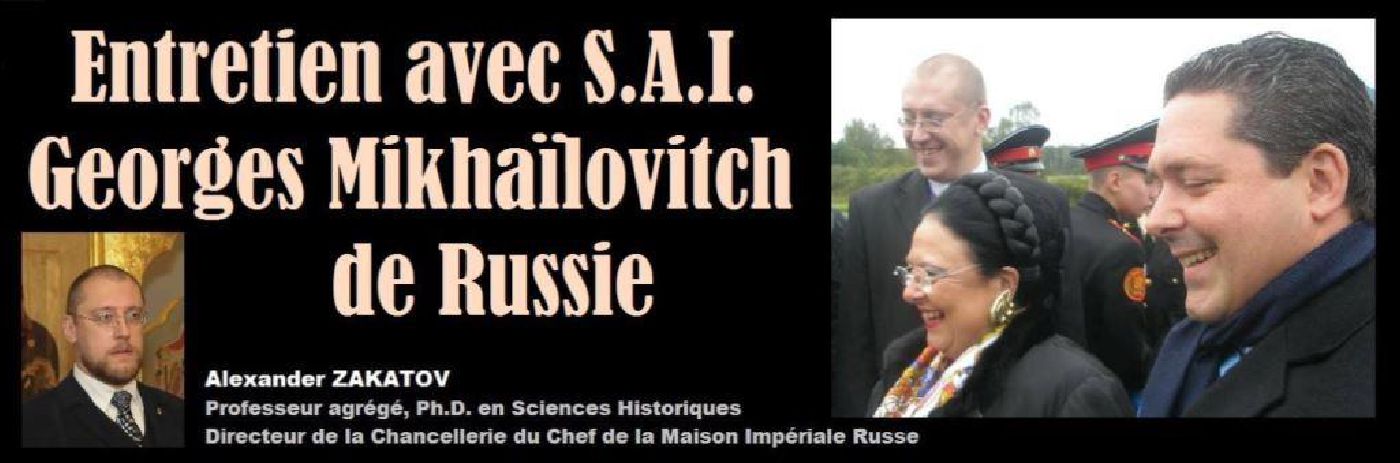 Entretien avec S.A.I.
Georges Mikhaïlovitch
de Russie
Alexander ZAKATOV
Professeur agrégé, Ph.D. en Sciences Historiques
Directeur de la Chancellerie du Chef de la Maison Impériale Russe